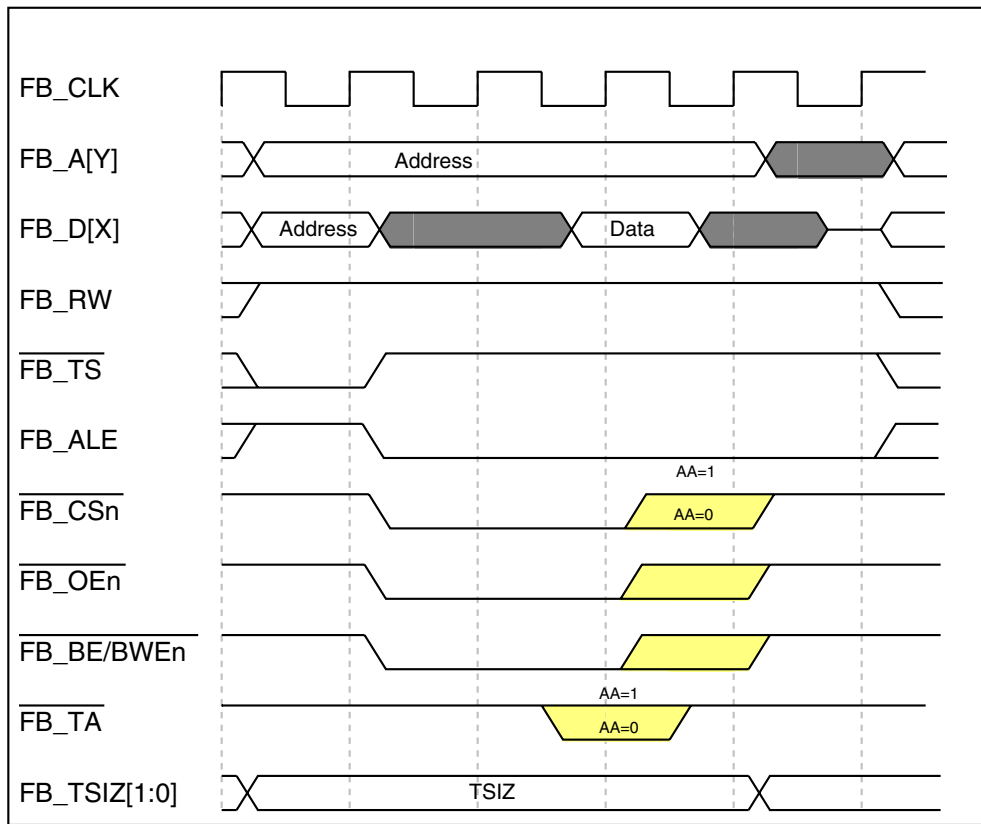 FB_CLK
FB_A[Y] Address
FB_D[X] Address Data
FB_RW
FB_TS
FB_ALE
AA=1
FB_CSn AA=0
FB_OEn
FB_BE/BWEn
AA=1
FB_TA AA=0
FB_TSIZ[1:0] TSIZ